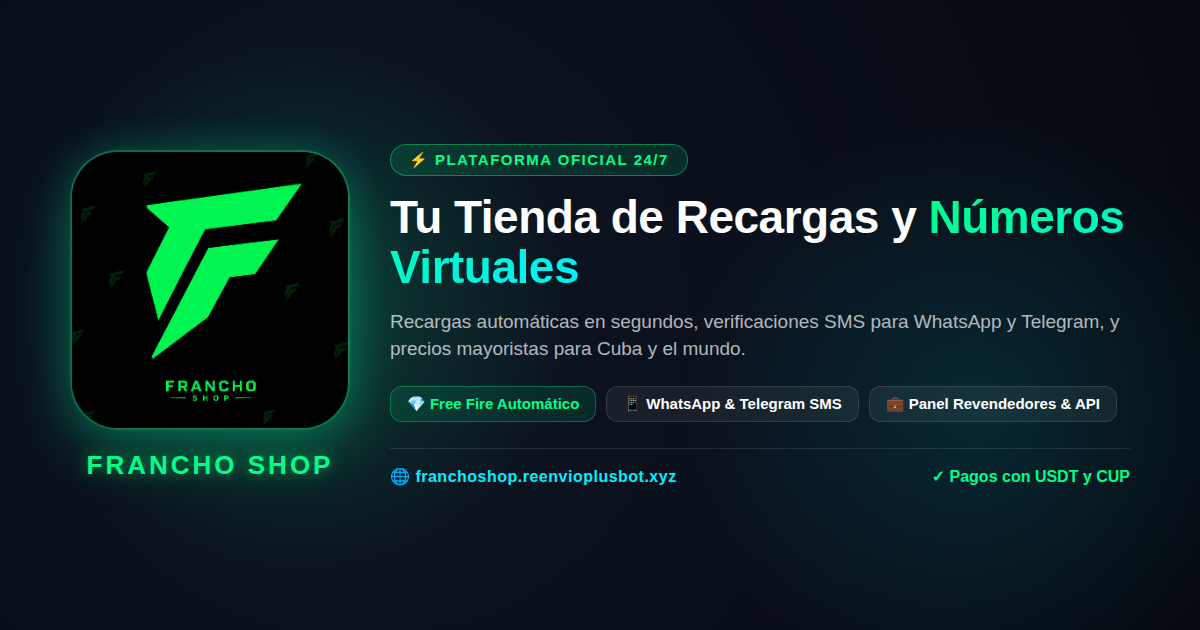 FRANCHO
SHOP
FRANCHO SHOP
⚡ PLATAFORMA OFICIAL 24/7
Tu Tienda de Recargas y Números
Virtuales
Recargas automáticas en segundos, verificaciones SMS para WhatsApp y Telegram, y
precios mayoristas para Cuba y el mundo.
💎 Free Fire Automático
📱 WhatsApp & Telegram SMS
💼 Panel Revendedores & API
🌐 franchoshop.reenvioplusbot.xyz
✓ Pagos con USDT y CUP